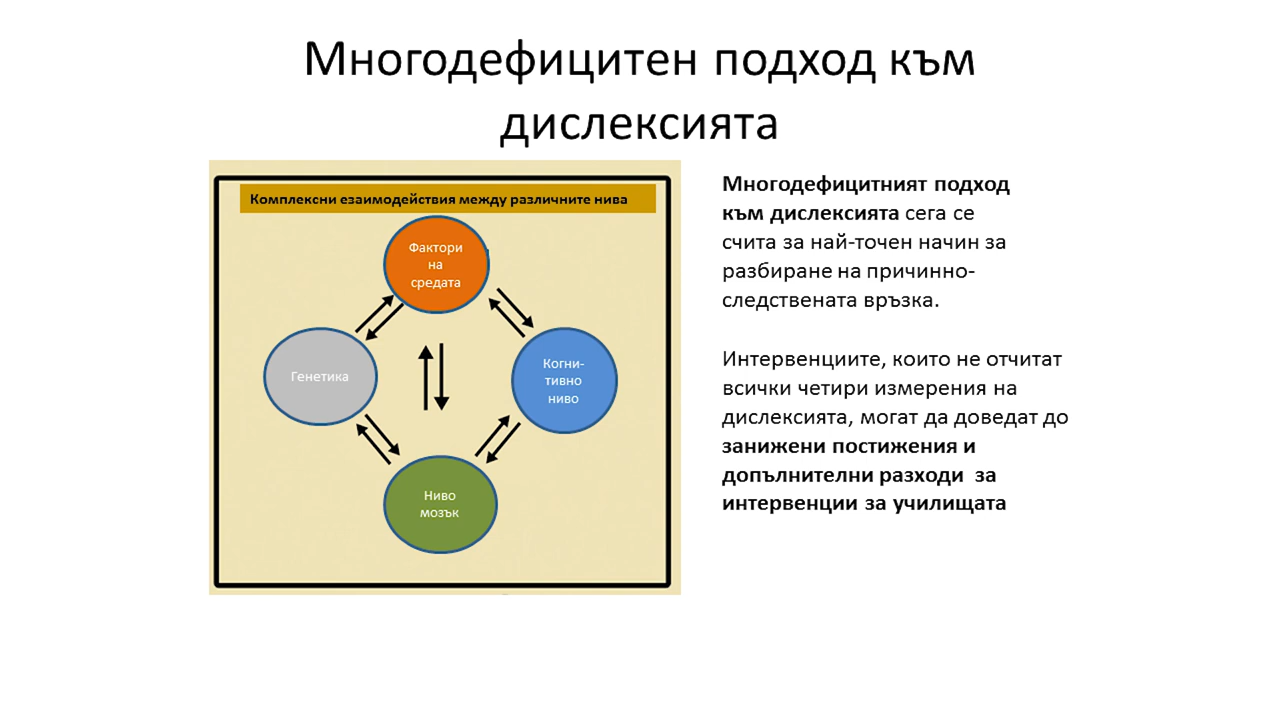 Многодефицитен подход към
дислексията
Комплексни езаимодействия между различните нива
Фактори
на
средата
Генетика
Когни-
тивно
ниво
Ниво
мозък
Многодефицитният подход
към дислексията сега се
счита за най-точен начин за
разбиране на причинно-
следствената връзка.
Интервенциите, които не отчитат
всички четири измерения на
дислексията, могат да доведат до
занижени постижения и
допълнителни разходи за
интервенции за училищата